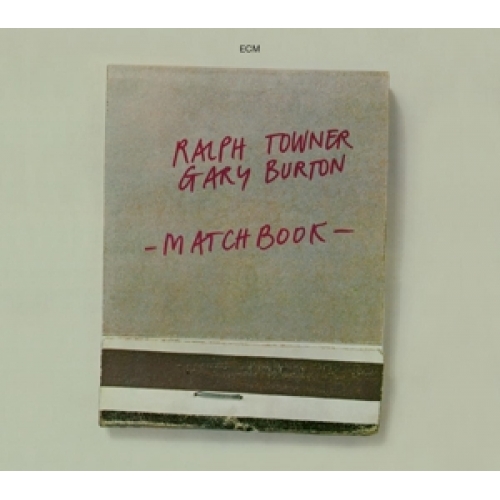 ECM
RALPH TOWNER
GARY BURTON
-MATCHBOOK-